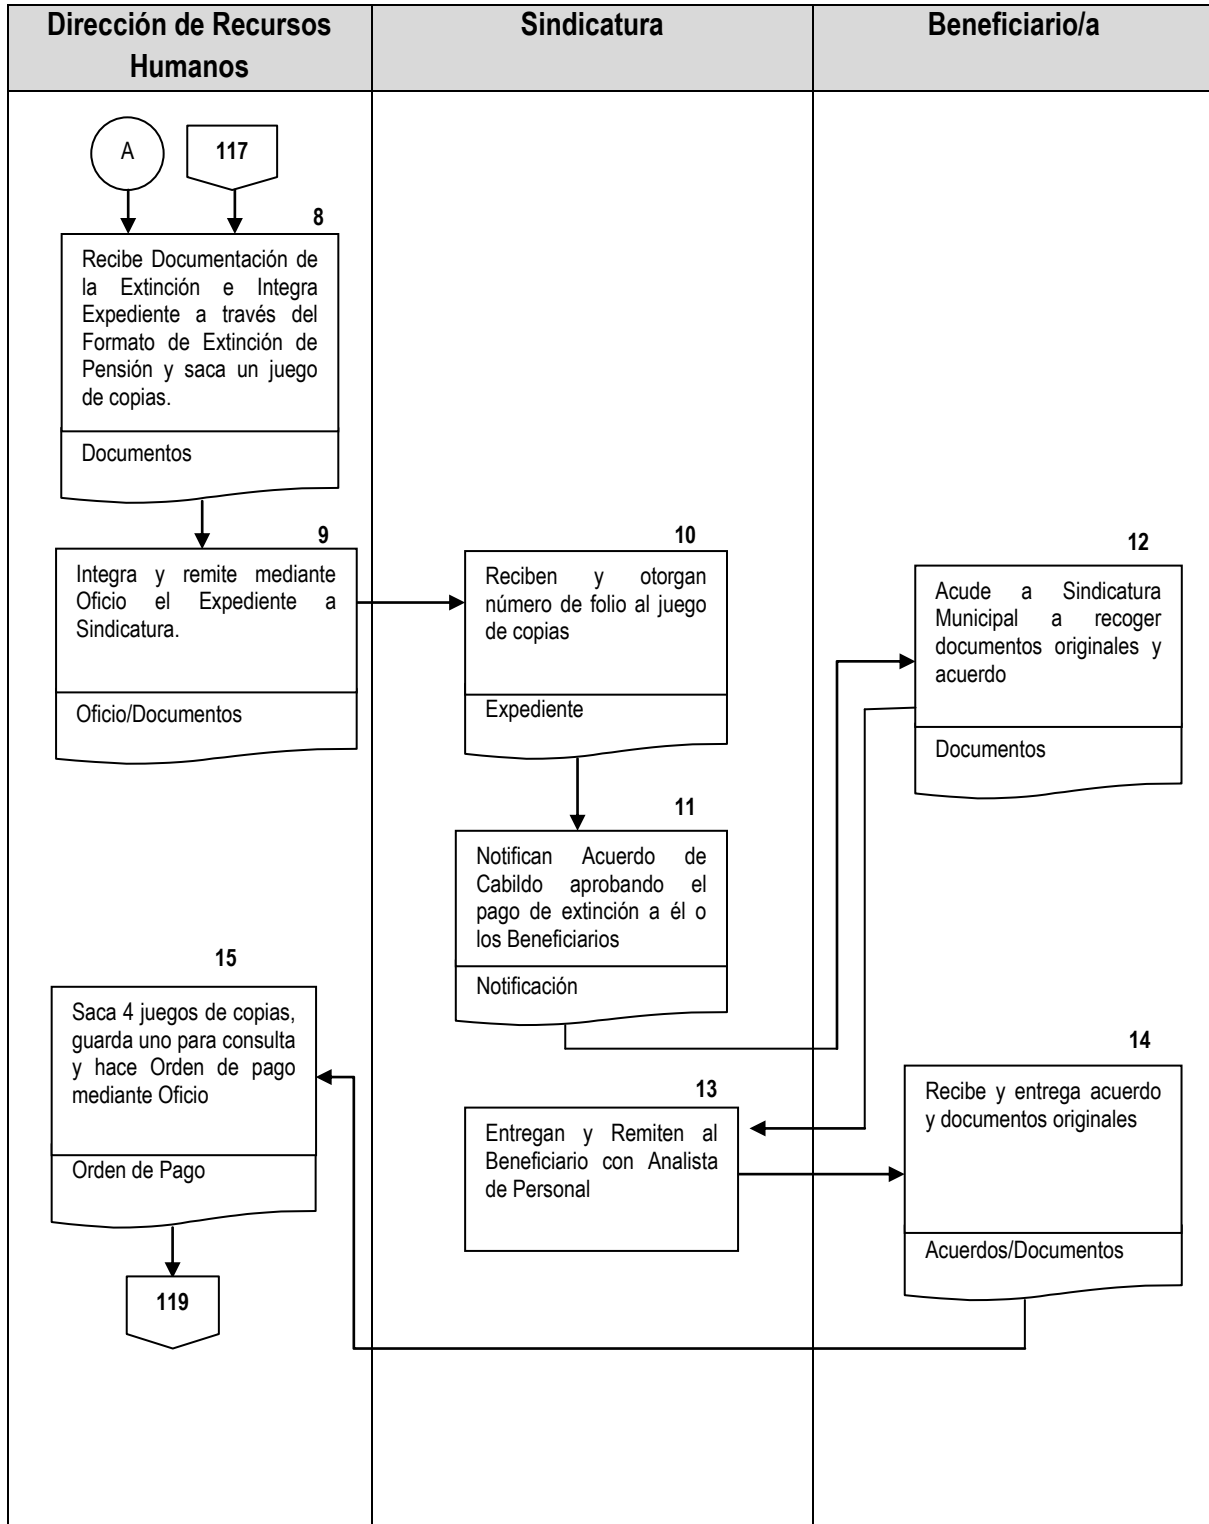 Dirección de Recursos
Humanos
Sindicatura
Beneficiario/a
A
117
8
Recibe Documentación de
la Extinción e Integra
Expediente a través del
Formato de Extinción de
Pensión y saca un juego
de copias.
Documentos
9
Integra y remite mediante
Oficio el Expediente a
Sindicatura.
Oficio/Documentos
10
Reciben y otorgan
número de folio al juego
de copias
Expediente
11
Notifican Acuerdo de
Cabildo aprobando el
pago de extinción a él o
los Beneficiarios
Notificación
12
Acude a Sindicatura
Municipal a recoger
documentos originales y
acuerdo
Documentos
13
Entregan y Remiten al
Beneficiario con Analista
de Personal
14
Recibe y entrega acuerdo
y documentos originales
Acuerdos/Documentos
15
Saca 4 juegos de copias,
guarda uno para consulta
y hace Orden de pago
mediante Oficio
Orden de Pago
119